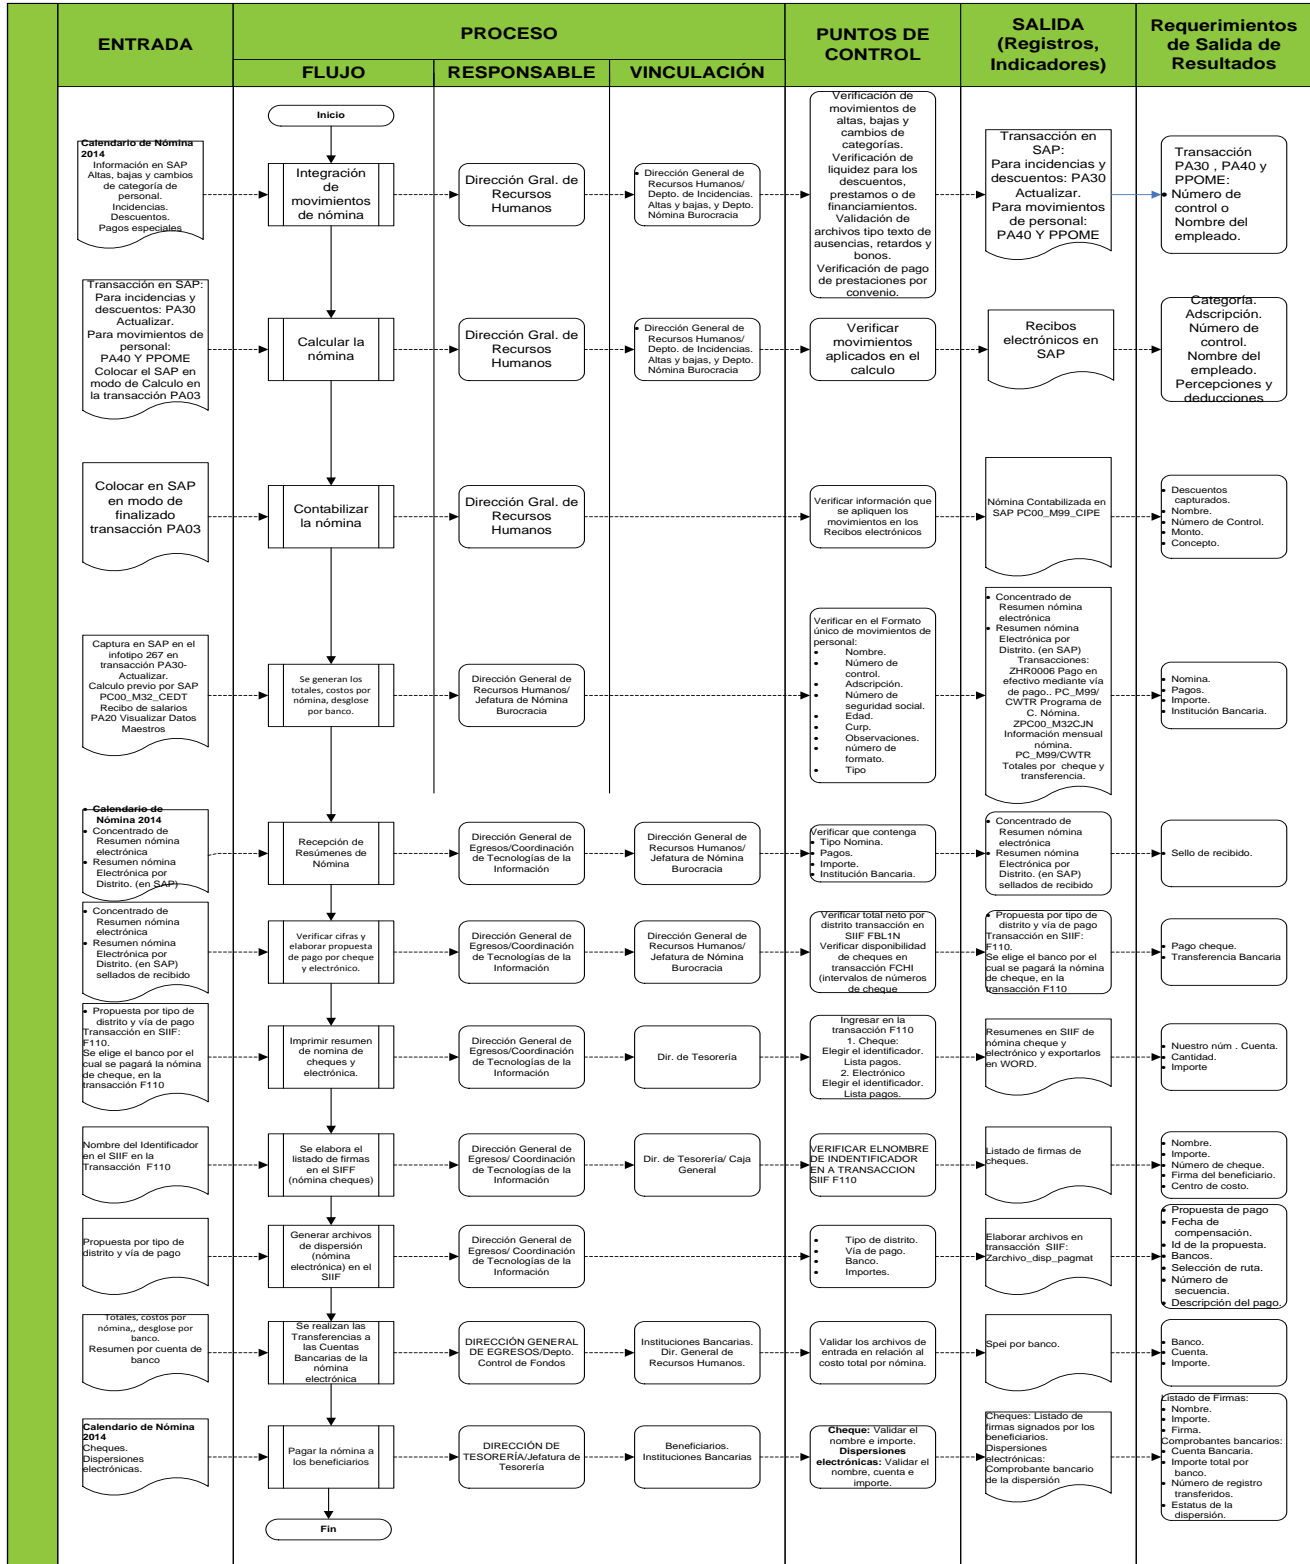 ENTRADA
PROCESO
FLUJO
RESPONSABLE
VINCULACIÓN
PUNTOS DE
CONTROL
SALIDA
(Registros,
Indicadores)
Requerimientos
de Salida de
Resultados
Inicio
Calendario de Nómina
2014
Información en SAP
Altas, bajas y cambios
de categoría de
personal.
Incidencias.
Descuentos.
Pagos especiales
Integración
de
movimientos
de nómina
Dirección Gral. de
Recursos
Humanos
• Dirección General de
Recursos Humanos/
Depto. de Incidencias.
Altas y bajas, y Depto.
Nómina Burocracia
Verificación de
movimientos de
altas, bajas y
cambios de
categorías.
Verificación de
liquidez para los
descuentos,
prestamos o de
financiamientos.
Validación de
archivos tipo texto de
ausencias, retardos y
bonos.
Verificación de pago
de prestaciones por
convenio.
Transacción en
SAP:
Para incidencias y
descuentos: PA30
Actualizar.
Para movimientos
de personal:
PA40 Y PPOME
Transacción
PA30 , PA40 y
PPOME:
• Número de
control o
Nombre del
empleado.
Transacción en SAP:
Para incidencias y
descuentos: PA30
Actualizar.
Para movimientos de
personal:
PA40 Y PPOME
Colocar el SAP en
modo de Calculo en
la transacción PA03
Calcular la
nómina
Dirección Gral. de
Recursos
Humanos
• Dirección General de
Recursos Humanos/
Depto. de Incidencias.
Altas y bajas, y Depto.
Nómina Burocracia
Verificar
movimientos
aplicados en el
calculo
Recibos
electrónicos en
SAP
Categoría.
Adscripción.
Número de
control.
Nombre del
empleado.
Percepciones y
deducciones
Colocar en SAP
en modo de
finalizado
transacción PA03
Contabilizar
la nómina
Dirección Gral. de
Recursos
Humanos
Verificar información que
se apliquen los
movimientos en los
Recibos electrónicos
Nómina Contabilizada en
SAP PC00_M99_CIPE
• Descuentos
capturados.
• Nombre.
• Número de Control.
• Monto.
• Concepto.
Captura en SAP en el
infotipo 267 en
transacción PA30-
Actualizar.
Calculo previo por SAP
PC00_M32_CEDT
Recibo de salarios
PA20 Visualizar Datos
Maestros
Se generan los
totales, costos por
nómina, desglose
por banco.
Dirección General de
Recursos Humanos/
Jefatura de Nómina
Burocracia
Verificar en el Formato
único de movimientos de
personal:
• Nombre.
• Número de
control.
• Adscripción.
• Número de
seguridad social.
• Edad.
• Curp.
• Observaciones.
• número de
formato.
• Tipo
• Concentrado de
Resumen nómina
electrónica
• Resumen nómina
Electrónica por
Distrito. (en SAP)
Transacciones:
ZHR0006 Pago en
efectivo mediante vía
de pago.. PC_M99/
CWTR Programa de
C. Nómina.
ZPC00_M32CJN
Información mensual
nómina.
PC_M99/CWTR
Totales por cheque y
transferencia.
• Nomina.
• Pagos.
• Importe.
• Institución Bancaria.
• Calendario de
Nómina 2014
• Concentrado de
Resumen nómina
electrónica
• Resumen nómina
Electrónica por
Distrito. (en SAP)
Recepción de
Resúmenes de
Nómina
Dirección General de
Egresos/Coordinación
de Tecnologías de la
Información
Dirección General de
Recursos Humanos/
Jefatura de Nómina
Burocracia
Verificar que contenga
• Tipo Nomina.
• Pagos.
• Importe.
• Institución Bancaria.
• Concentrado de
Resumen nómina
electrónica
• Resumen nómina
Electrónica por
Distrito. (en SAP)
sellados de recibido
• Sello de recibido.
• Concentrado de
Resumen nómina
electrónica
• Resumen nómina
Electrónica por
Distrito. (en SAP)
sellados de recibido
Verificar cifras y
elaborar propuesta
de pago por cheque
y electrónico.
Dirección General de
Egresos/Coordinación
de Tecnologías de la
Información
Dirección General de
Recursos Humanos/
Jefatura de Nómina
Burocracia
Verificar total neto por
distrito transacción en
SIIF FBL1N
Verificar disponibilidad
de cheques en
transacción FCHI
(intervalos de números
de cheque
• Propuesta por tipo de
distrito y vía de pago
Transacción en SIIF:
F110.
Se elige el banco por el
cual se pagará la nómina
de cheque, en la
transacción F110
• Pago cheque.
• Transferencia Bancaria
• Propuesta por tipo de
distrito y vía de pago
Transacción en SIIF:
F110.
Se elige el banco por el
cual se pagará la nómina
de cheque, en la
transacción F110
Imprimir resumen
de nomina de
cheques y
electrónica.
Dirección General de
Egresos/Coordinación
de Tecnologías de la
Información
Dir. de Tesorería
Ingresar en la
transacción F110
1. Cheque:
Elegir el identificador.
Lista pagos.
2. Electrónico
Elegir el identificador.
Lista pagos.
Resumenes en SIIF de
nómina cheque y
electrónico y exportarlos
en WORD.
• Nuestro núm . Cuenta.
• Cantidad.
• Importe
Nombre del Identificador
en el SIIF en la
Transacción F110
Se elabora el
listado de firmas
en el SIFF
(nómina cheques)
Dirección General de
Egresos/ Coordinación
de Tecnologías de la
Información
Dir. de Tesorería/ Caja
General
VERIFICAR ELNOMBRE
DE INDENTIFICADOR
EN A TRANSACCION
SIIF F110
Listado de firmas de
cheques.
• Nombre.
• Importe.
• Número de cheque.
• Firma del beneficiario.
• Centro de costo.
Propuesta por tipo de
distrito y vía de pago
Generar archivos
de dispersión
(nómina
electrónica) en el
SIIF
Dirección General de
Egresos/ Coordinación
de Tecnologías de la
Información
• Tipo de distrito.
• Vía de pago.
• Banco.
• Importes.
Elaborar archivos en
transacción SIIF:
Zarchivo_disp_pagmat
• Propuesta de pago
• Fecha de
compensación.
• Id de la propuesta.
• Bancos.
• Selección de ruta.
• Número de
secuencia.
• Descripción del pago.
Totales, costos por
nómina,, desglose por
banco.
Resumen por cuenta de
banco
Se realizan las
Transferencias a
las Cuentas
Bancarias de la
nómina
electrónica
DIRECCIÓN GENERAL
DE EGRESOS/Depto.
Control de Fondos
Instituciones Bancarias.
Dir. General de
Recursos Humanos.
Validar los archivos de
entrada en relación al
costo total por nómina.
Spei por banco.
• Banco.
• Cuenta.
• Importe.
Calendario de Nómina
2014
Cheques.
Dispersiones
electrónicas.
Pagar la nómina a
los beneficiarios
DIRECCIÓN DE
TESORERÍA/Jefatura de
Tesorería
Beneficiarios.
Instituciones Bancarias
Cheque: Validar el
nombre e importe.
Dispersiones
electrónicas: Validar el
nombre, cuenta e
importe.
Cheques: Listado de
firmas signados por los
beneficiarios.
Dispersiones
electrónicas:
Comprobante bancario
de la dispersión
Listado de Firmas:
• Nombre.
• Importe.
• Firma.
Comprobantes bancarios:
• Cuenta Bancaria.
• Importe total por
banco.
• Número de registro
transferidos.
• Estatus de la
dispersión.
Fin